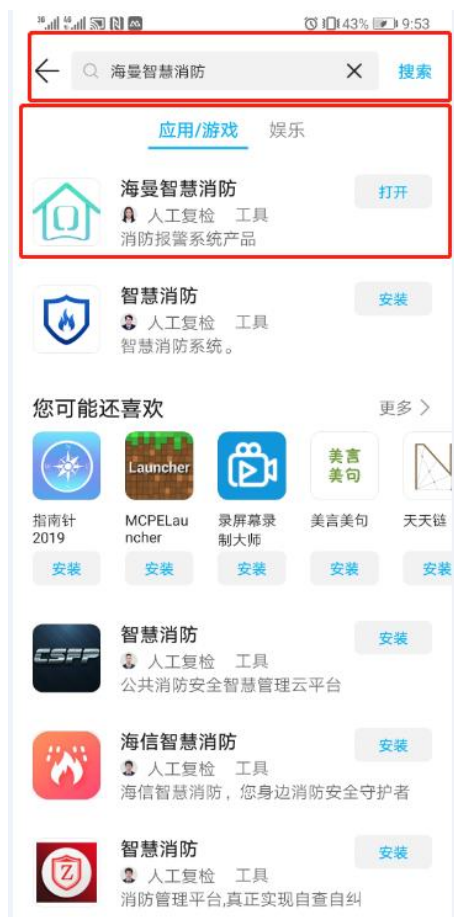 36 46 43% 9:53
海曼智慧消防 搜索
应用/游戏 娱乐
海曼智慧消防
打开
人工复检 工具
消防报警系统产品
智慧消防
安装
人工复检 工具
智慧消防系统。
您可能还喜欢 更多
Launcher
美言
美句
指南针
2019
MCPELau
ncher
录屏幕录
制大师
美言美句
天天链
安装 安装 安装 安装 安装
CSFP
智慧消防
安装
人工复检 工具
公共消防安全智慧管理云平台
海信智慧消防
安装
人工复检 工具
海信智慧消防，您身边消防安全守护者
Z
智慧消防
安装
人工复检 工具
消防管理平台,真正实现自查自纠